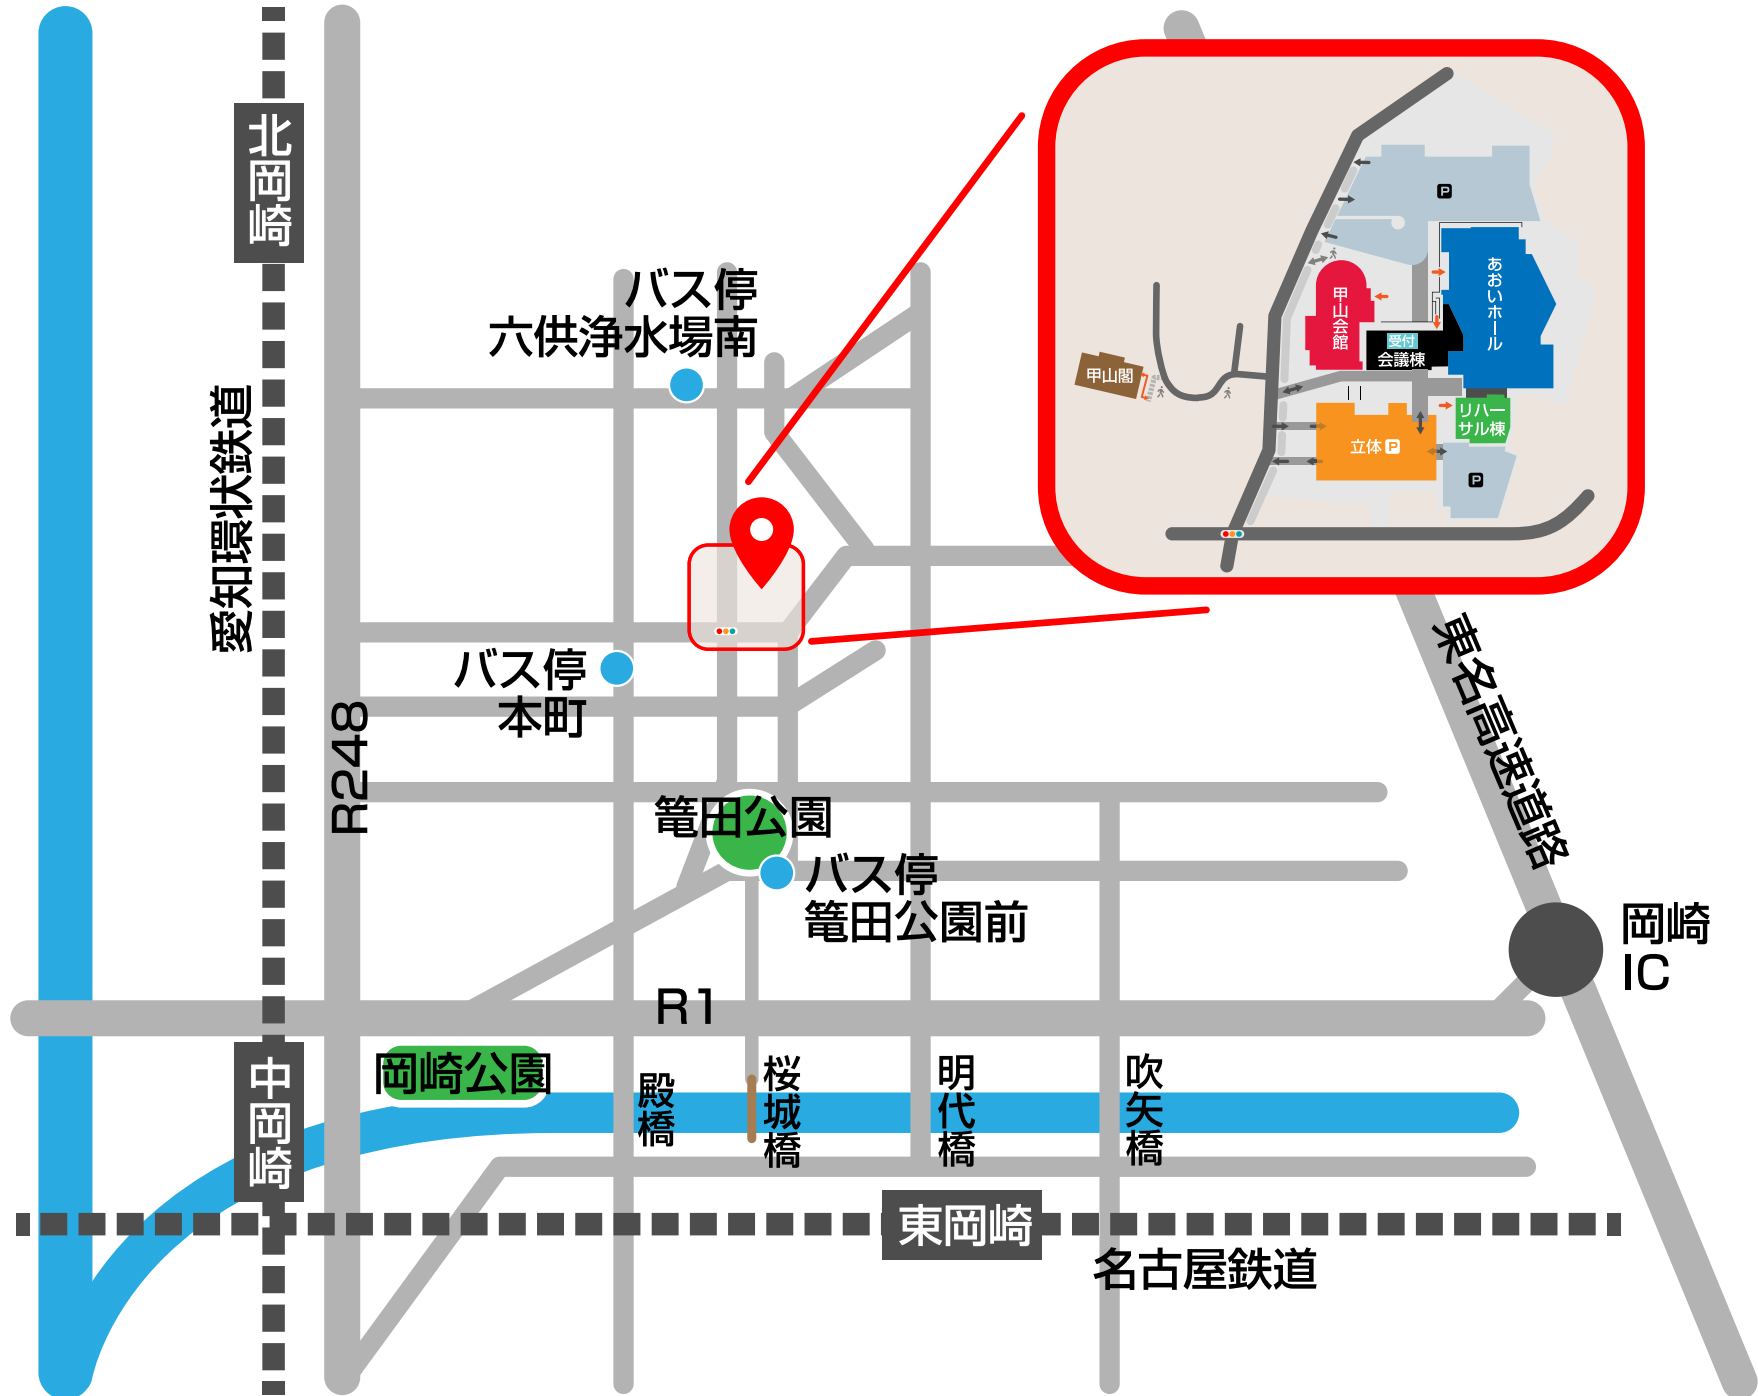 北岡崎
愛知環状鉄道
R248
中岡崎
バス停
六供浄水場南
バス停
本町
篭田公園
バス停
篭田公園前
R1
岡崎公園
殿橋
桜城橋
明代橋
吹矢橋
東岡崎
名古屋鉄道
東名高速道路
岡崎
IC
P
あおいホール
甲山会館
受付
会議棟
甲山閣
リハー
サル棟
立体P
P